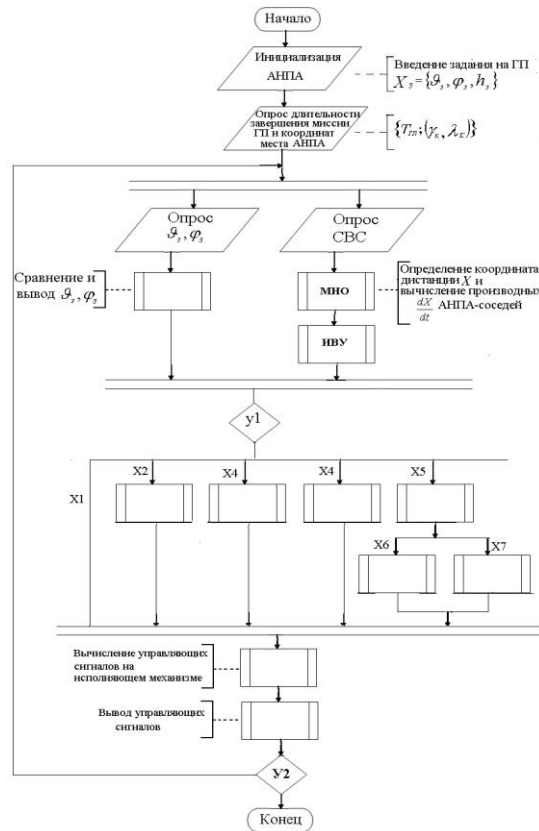 Начало
Инициализация
АНПА
Введение задания на ГП
X_з = {ϑ_з, φ_з, h_з}
Опрос длительности
завершения миссии
ГП и координат
места АНПА
{T_ГП; (γ_к, λ_к)}
Опрос
ϑ_з, φ_з
Опрос
СВС
Сравнение и
вывод ϑ_з, φ_з
МНО
Определение координата
дистанции X и
вычисление производных
dX
dt
АНПА-соседей
ИВУ
y1
X1
X2
X4
X4
X5
X6
X7
Вычисление управляющих
сигналов на
исполняющем механизме
Вывод управляющих
сигналов
У2
Конец